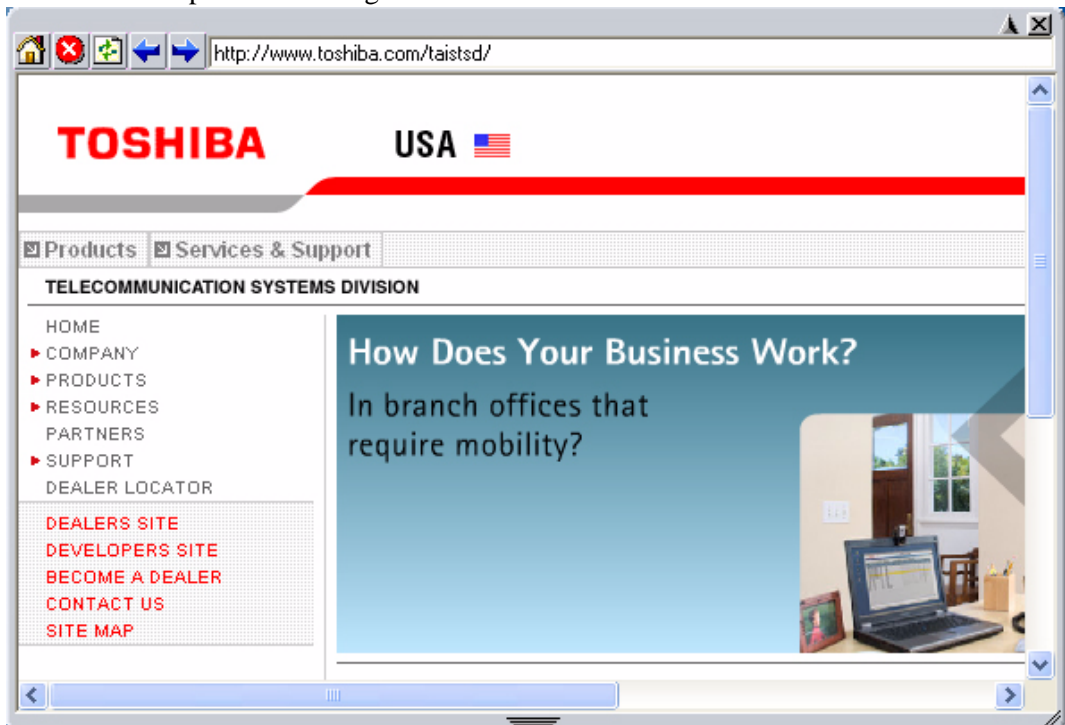 http://www.toshiba.com/taistsd/
TOSHIBA
USA
Products Services & Support
TELECOMMUNICATION SYSTEMS DIVISION
HOME
COMPANY
PRODUCTS
RESOURCES
PARTNERS
SUPPORT
DEALER LOCATOR
DEALERS SITE
DEVELOPERS SITE
BECOME A DEALER
CONTACT US
SITE MAP
How Does Your Business Work?
In branch offices that
require mobility?